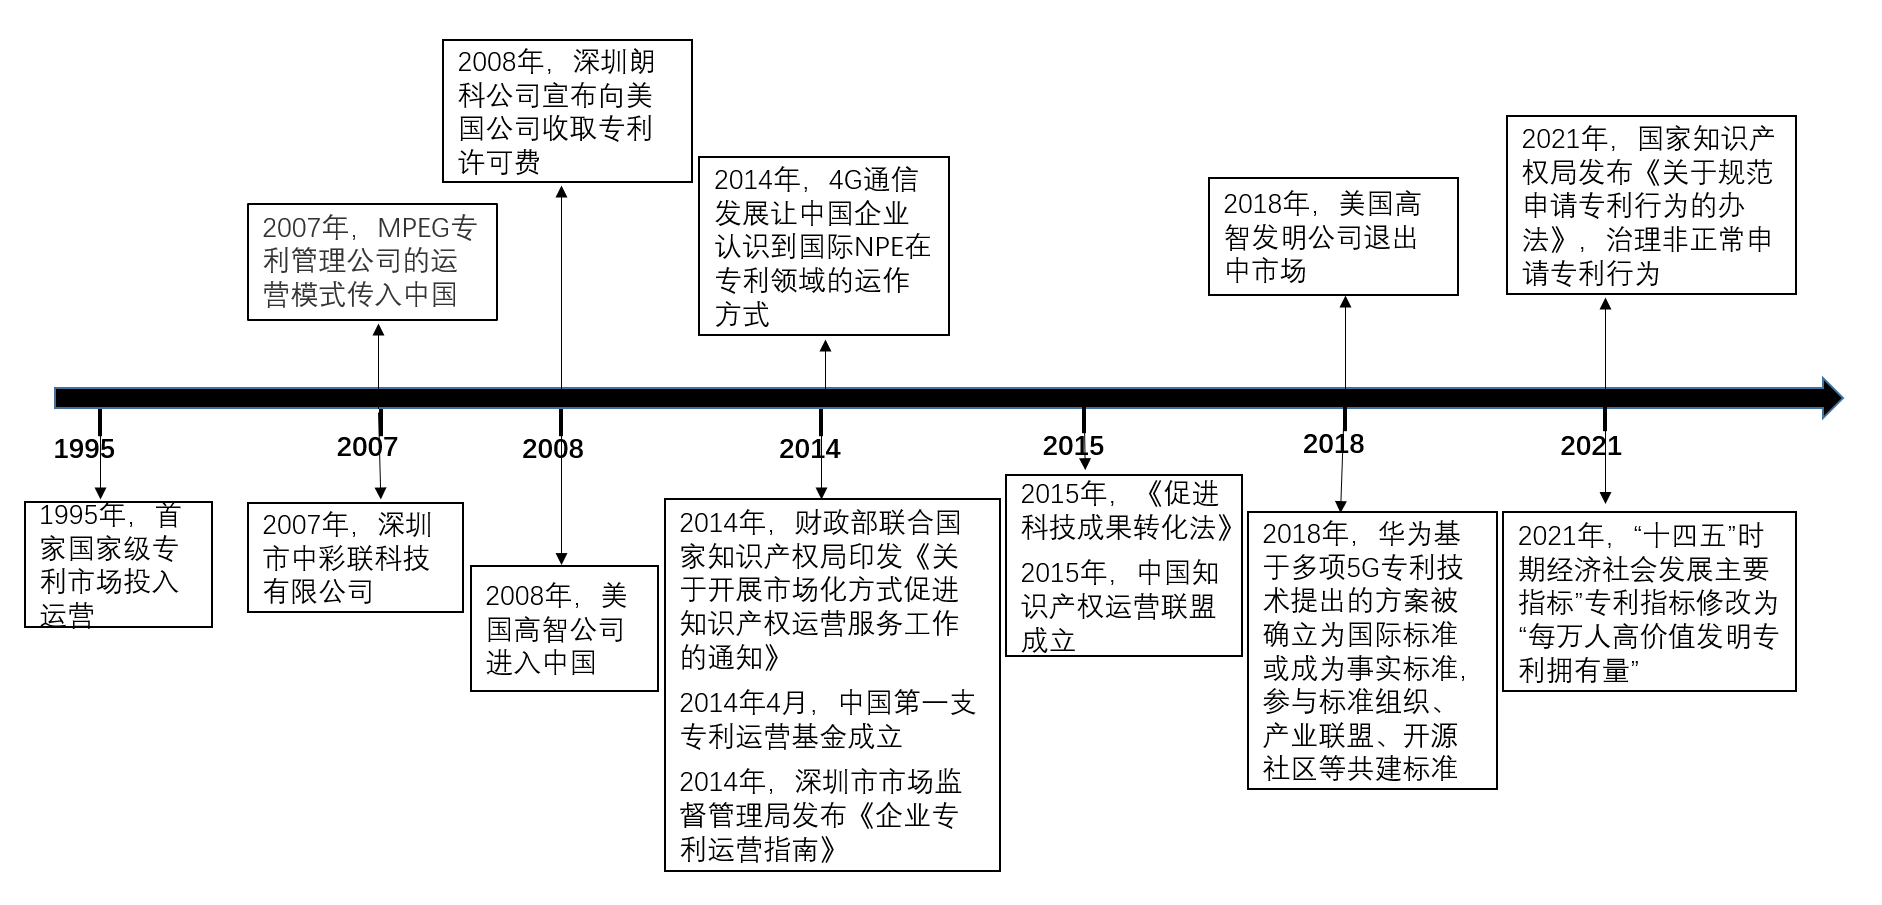 2008年，深圳朗
科公司宣布向美
国公司收取专利
许可费
2007年，MPEG专
利管理公司的运
营模式传入中国
2014年，4G通信
发展让中国企业
认识到国际NPE在
专利领域的运作
方式
2018年，美国高
智发明公司退出
中市场
2021年，国家知识产
权局发布《关于规范
申请专利行为的办
法》，治理非正常申
请专利行为
1995
2007
2008
2014
2015
2018
2021
1995年，首
家国家级专
利市场投入
运营
2007年，深圳
市中彩联科技
有限公司
2008年，美
国高智公司
进入中国
2014年，财政部联合国
家知识产权局印发《关
于开展市场化方式促进
知识产权运营服务工作
的通知》
2014年4月，中国第一支
专利运营基金成立
2014年，深圳市市场监
督管理局发布《企业专
利运营指南》
2015年，《促进
科技成果转化法》
2015年，中国知
识产权运营联盟
成立
2018年，华为基
于多项5G专利技
术提出的方案被
确立为国际标准
或成为事实标准，
参与标准组织、
产业联盟、开源
社区等共建标准
2021年，“十四五”时
期经济社会发展主要
指标”专利指标修改为
“每万人高价值发明专
利拥有量”